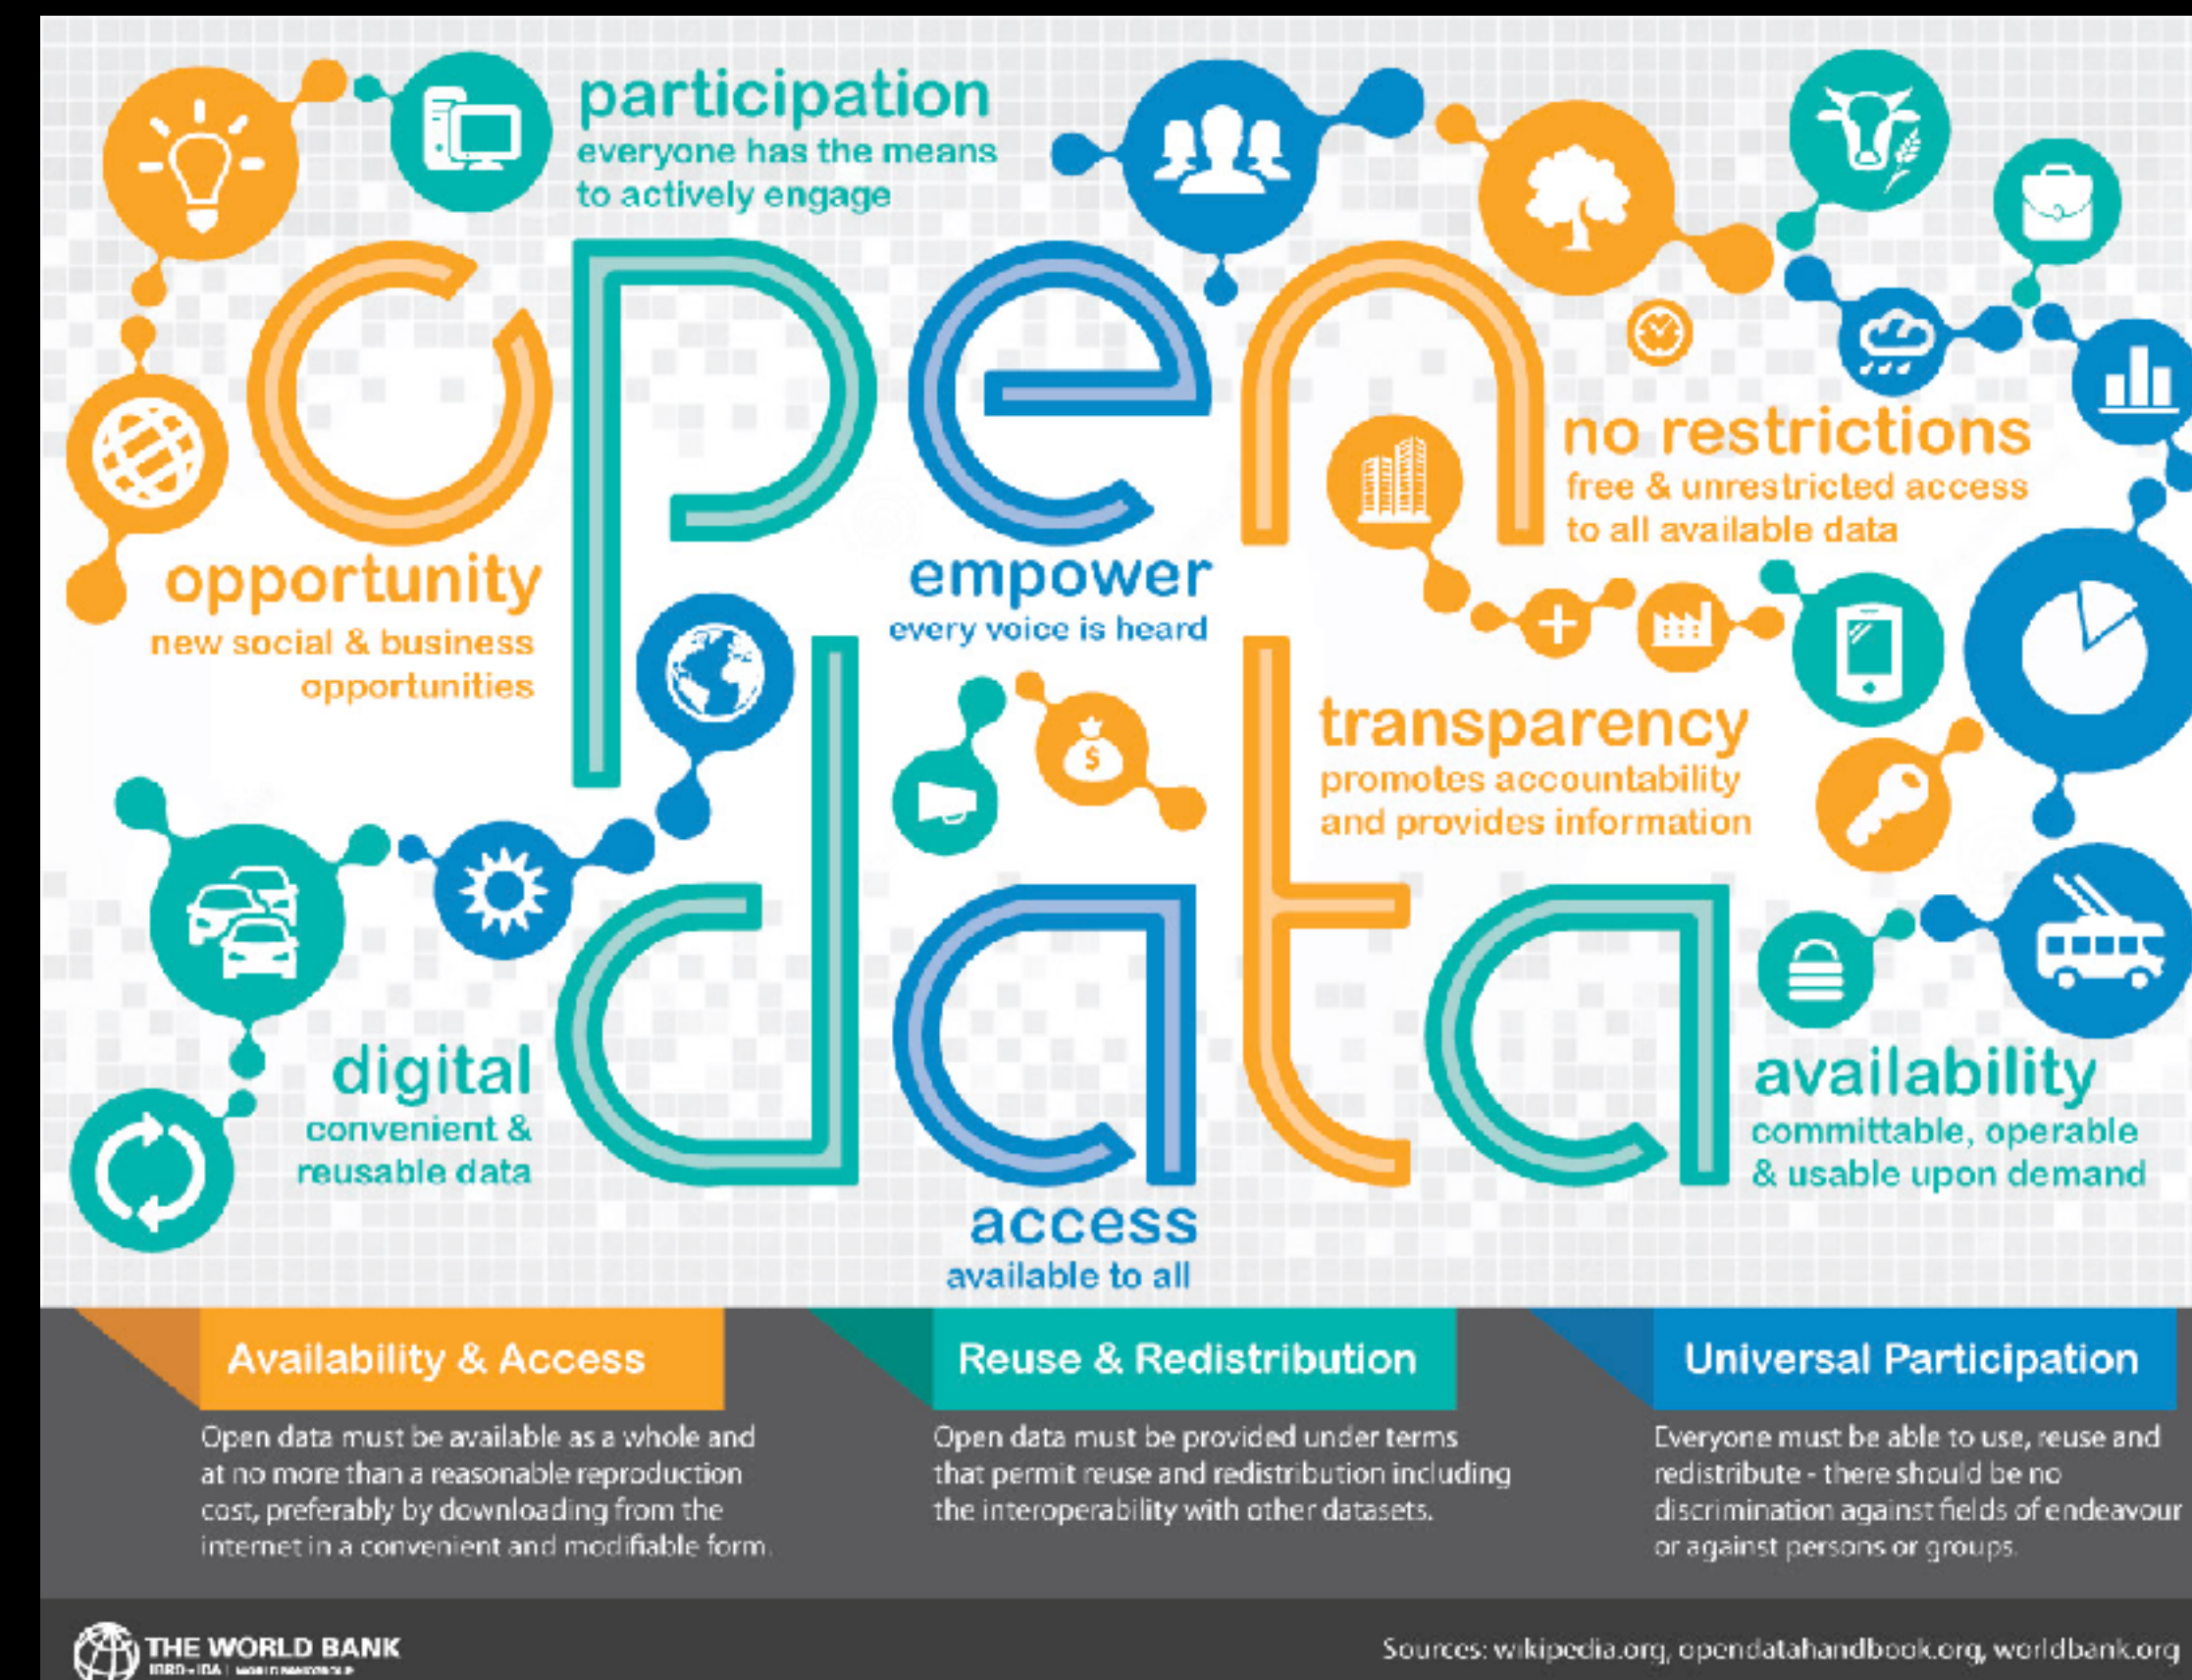 participation
everyone has the means
to actively engage
open
no restrictions
free & unrestricted access
to all available data
opportunity
new social & business
opportunities
empower
every voice is heard
$
transparency
promotes accountability
and provides information
data
digital
convenient &
reusable data
availability
committable, operable
& usable upon demand
access
available to all
Availability & Access
Open data must be available as a whole and
at no more than a reasonable reproduction
cost, preferably by downloading from the
internet in a convenient and modifiable form.
Reuse & Redistribution
Open data must be provided under terms
that permit reuse and redistribution including
the interoperability with other datasets.
Universal Participation
Everyone must be able to use, reuse and
redistribute - there should be no
discrimination against fields of endeavour
or against persons or groups.
THE WORLD BANK
IBRD • IDA | WORLD BANK GROUP
Sources: wikipedia.org, opendatahandbook.org, worldbank.org